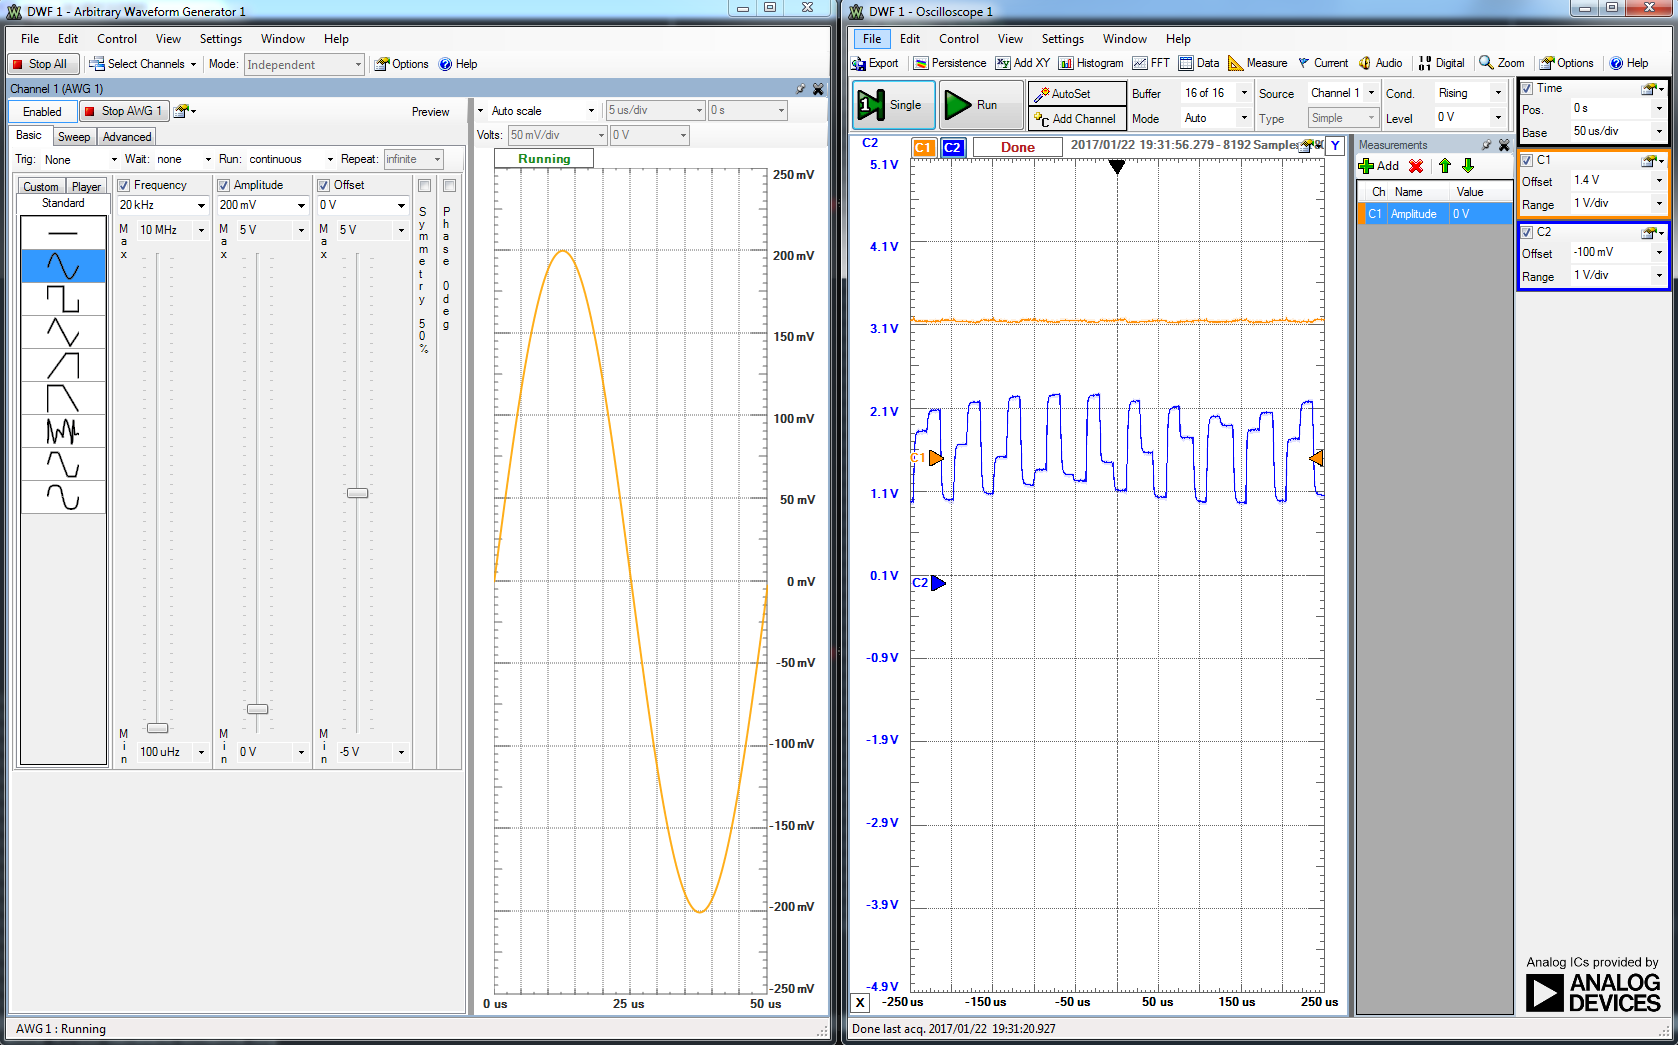 DWF 1 - Arbitrary Waveform Generator 1
File Edit Control View Settings Window Help
Stop All Select Channels Mode: Independent Options Help
Channel 1 (AWG 1)
Enabled Stop AWG 1 Preview
Basic Sweep Advanced
Trig: None Wait: none Run: continuous Repeat: infinite
Custom Player
Standard
Frequency Amplitude Offset
20 kHz 200 mV 0 V
Max 10 MHz Max 5 V Max 5 V
Symmetry 50%
Phase 0deg
Min 100 uHz Min 0 V Min -5 V
Auto scale 5 us/div 0 s
Volts: 50 mV/div 0 V
Running
250 mV
200 mV
150 mV
100 mV
50 mV
0 mV
-50 mV
-100 mV
-150 mV
-200 mV
-250 mV
0 us 25 us 50 us
AWG 1 : Running
DWF 1 - Oscilloscope 1
File Edit Control View Settings Window Help
Export Persistence Add XY Histogram FFT Data Measure Current Audio Digital Zoom Options Help
Single Run AutoSet Add Channel
Buffer 16 of 16 Source Channel 1 Cond. Rising
Mode Auto Type Simple Level 0 V
C2 C1 C2 Done 2017/01/22 19:31:56.279 - 8192 Samples Y
5.1 V
4.1 V
3.1 V
2.1 V
C1
1.1 V
0.1 V
C2
-0.9 V
-1.9 V
-2.9 V
-3.9 V
-4.9 V
X -250 us -150 us -50 us 50 us 150 us 250 us
Measurements
Add
Ch Name Value
C1 Amplitude 0 V
Time
Pos. 0 s
Base 50 us/div
C1
Offset 1.4 V
Range 1 V/div
C2
Offset -100 mV
Range 1 V/div
Analog ICs provided by
ANALOG
DEVICES
Done last acq. 2017/01/22 19:31:20.927